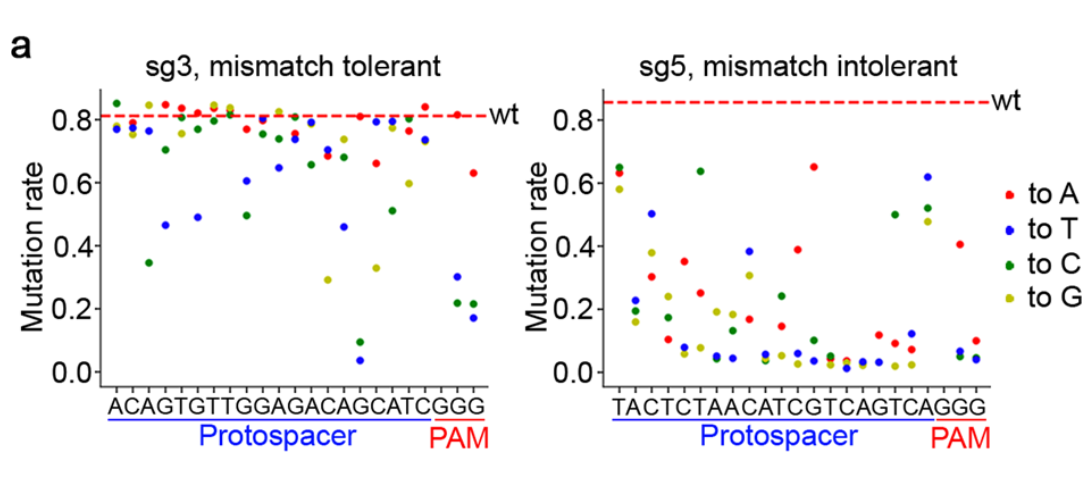 a
sg3, mismatch tolerant
Mutation rate
0.8
0.6
0.4
0.2
0.0
wt
ACAGTGTTGGAGACAGCATCGGG
Protospacer
PAM
sg5, mismatch intolerant
Mutation rate
0.8
0.6
0.4
0.2
0.0
wt
TACTCTAACATCGTCAGTCAGGG
Protospacer
PAM
to A
to T
to C
to G